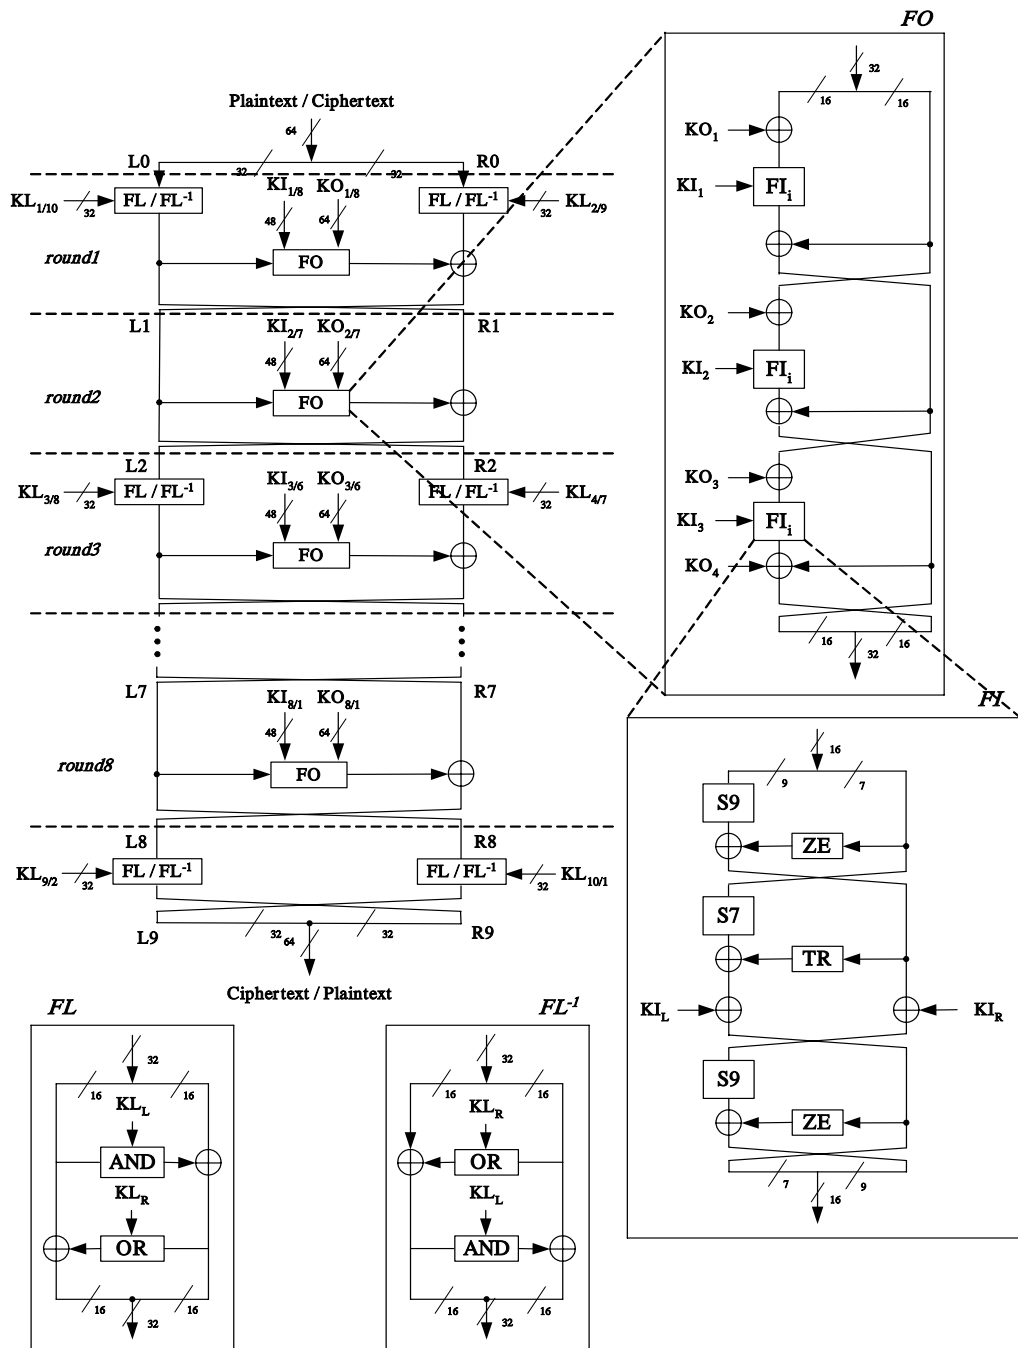 Plaintext / Ciphertext
64
L0 32 32 R0
KL1/10 32 FL / FL-1 KI1/8 KO1/8 FL / FL-1 32 KL2/9
48 64
round1 FO
L1 R1
KI2/7 KO2/7
48 64
round2 FO
L2 R2
KL3/8 32 FL / FL-1 KI3/6 KO3/6 FL / FL-1 32 KL4/7
48 64
round3 FO
L7 R7
KI8/1 KO8/1
48 64
round8 FO
L8 R8
KL9/2 32 FL / FL-1 FL / FL-1 32 KL10/1
L9 32 64 32 R9
Ciphertext / Plaintext
FO
32
16 16
KO1
KI1 FIi
KO2
KI2 FIi
KO3
KI3 FIi
KO4
16 32 16
FI
16
9 7
S9
ZE
S7
TR
KIL KIR
S9
ZE
7 16 9
FL
32
16 16
KLL
AND
KLR
OR
16 32 16
FL-1
32
16 16
KLR
OR
KLL
AND
16 32 16